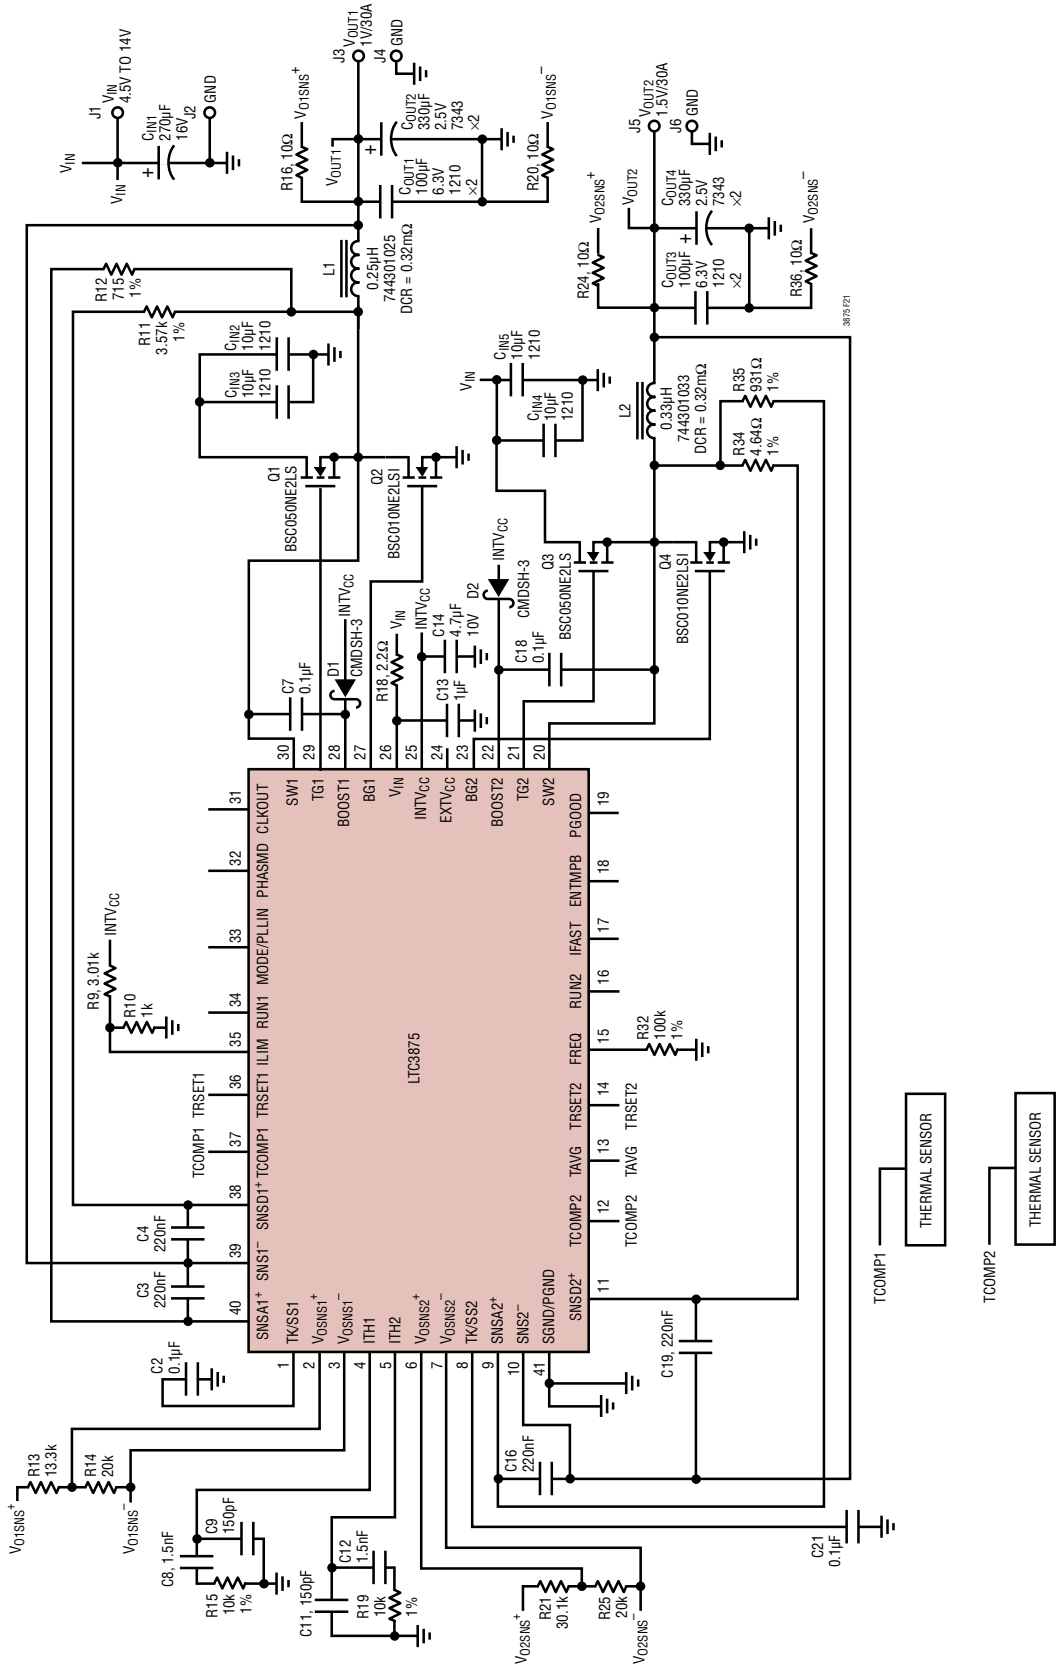 VIN
VIN
J1
VIN
4.5V TO 14V
CIN1
270µF
16V
+
J2
GND
J3
VOUT1
1V/30A
J4
GND
R16, 10Ω
VO1SNS+
VOUT1
COUT1
100µF
6.3V
1210
×2
+
COUT2
330µF
2.5V
7343
×2
R20, 10Ω
VO1SNS−
R12
715
1%
R11
3.57k
1%
L1
0.25µH
744301025
DCR = 0.32mΩ
CIN3
10µF
1210
CIN2
10µF
1210
Q1
BSC050NE2LS
Q2
BSC010NE2LSI
C7
0.1µF
D1
CMDSH-3
INTVCC
R18, 2.2Ω
VIN
INTVCC
C14
4.7µF
10V
C13
1µF
D2
CMDSH-3
INTVCC
C18
0.1µF
Q3
BSC050NE2LS
Q4
BSC010NE2LSI
VIN
CIN4
10µF
1210
CIN5
10µF
1210
L2
0.33µH
744301033
DCR = 0.32mΩ
R34
4.64Ω
1%
R35
931Ω
1%
R24, 10Ω
VO2SNS+
VOUT2
COUT3
100µF
6.3V
1210
×2
+
COUT4
330µF
2.5V
7343
×2
R36, 10Ω
VO2SNS−
J5
VOUT2
1.5V/30A
J6
GND
3875 F21
R9, 3.01k
INTVCC
R10
1k
C3
220nF
C4
220nF
TCOMP1
TRSET1
40
39
38
37
36
35
34
33
32
31
SNSA1+
SNS1−
SNSD1+
TCOMP1
TRSET1
ILIM
RUN1
MODE/PLLIN
PHASMD
CLKOUT
30
29
28
27
26
25
24
23
22
21
20
SW1
TG1
BOOST1
BG1
VIN
INTVCC
EXTVCC
BG2
BOOST2
TG2
SW2
LTC3875
1
2
3
4
5
6
7
8
9
10
41
TK/SS1
VOSNS1+
VOSNS1−
ITH1
ITH2
VOSNS2+
VOSNS2−
TK/SS2
SNSA2+
SNS2−
SGND/PGND
SNSD2+
TCOMP2
TAVG
TRSET2
FREQ
RUN2
IFAST
ENTMPB
PGOOD
11
12
13
14
15
16
17
18
19
TCOMP2
TAVG
TRSET2
R32
100k
1%
C2
0.1µF
VO1SNS+
R13
13.3k
R14
20k
VO1SNS−
C8, 1.5nF
C9
150pF
R15
10k
1%
C11, 150pF
C12
1.5nF
R19
10k
1%
VO2SNS+
R21
30.1k
R25
20k
VO2SNS−
C16
220nF
C19, 220nF
C21
0.1µF
TCOMP1
THERMAL SENSOR
TCOMP2
THERMAL SENSOR